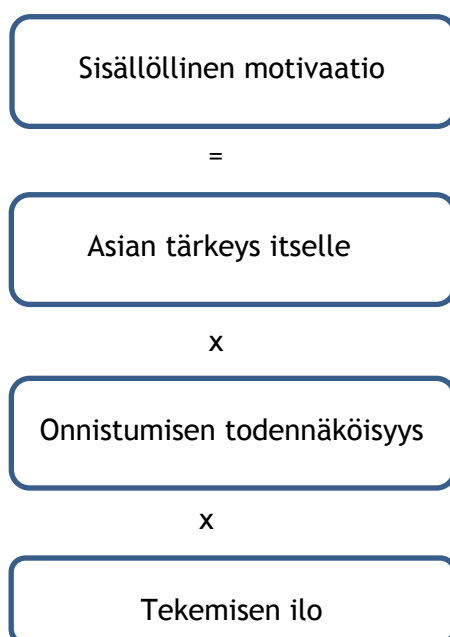 Sisällöllinen motivaatio
=
Asian tärkeys itselle
x
Onnistumisen todennäköisyys
x
Tekemisen ilo